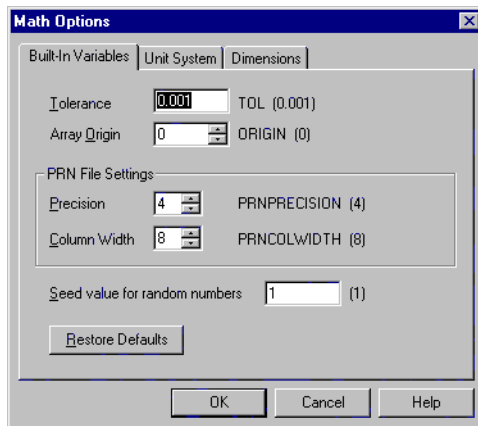 Math Options
Built-In Variables Unit System Dimensions
Tolerance 0.001 TOL (0.001)
Array Origin 0 ORIGIN (0)
PRN File Settings
Precision 4 PRNPRECISION (4)
Column Width 8 PRNCOLWIDTH (8)
Seed value for random numbers 1 (1)
Restore Defaults
OK Cancel Help